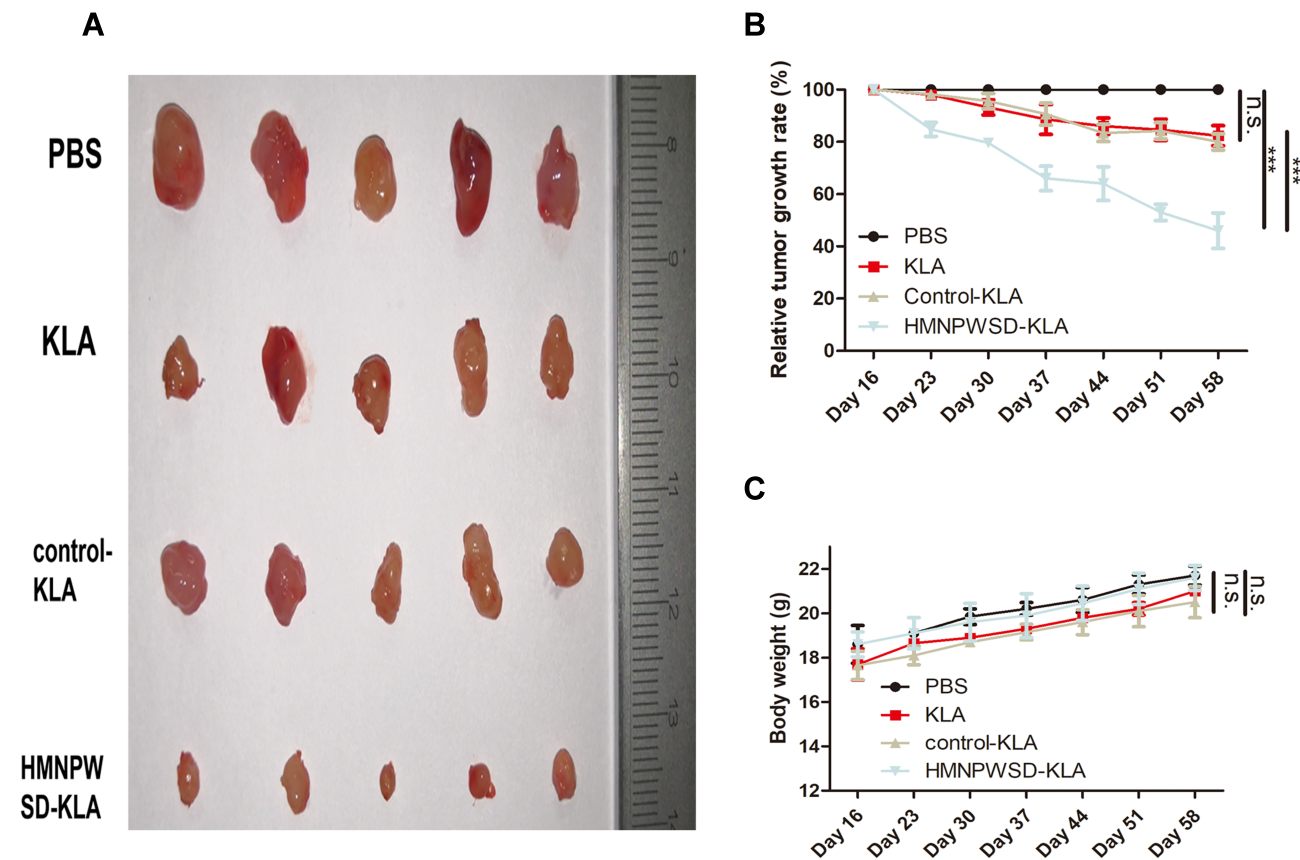 A
PBS
KLA
control-
KLA
HMNPW
SD-KLA
8
9
10
11
12
13
B
Relative tumor growth rate (%)
100
80
60
40
20
0
PBS
KLA
Control-KLA
HMNPWSD-KLA
n.s.
***
***
Day 16
Day 23
Day 30
Day 37
Day 44
Day 51
Day 58
C
Body weight (g)
22
20
18
16
14
12
PBS
KLA
control-KLA
HMNPWSD-KLA
n.s.
n.s.
Day 16
Day 23
Day 30
Day 37
Day 44
Day 51
Day 58